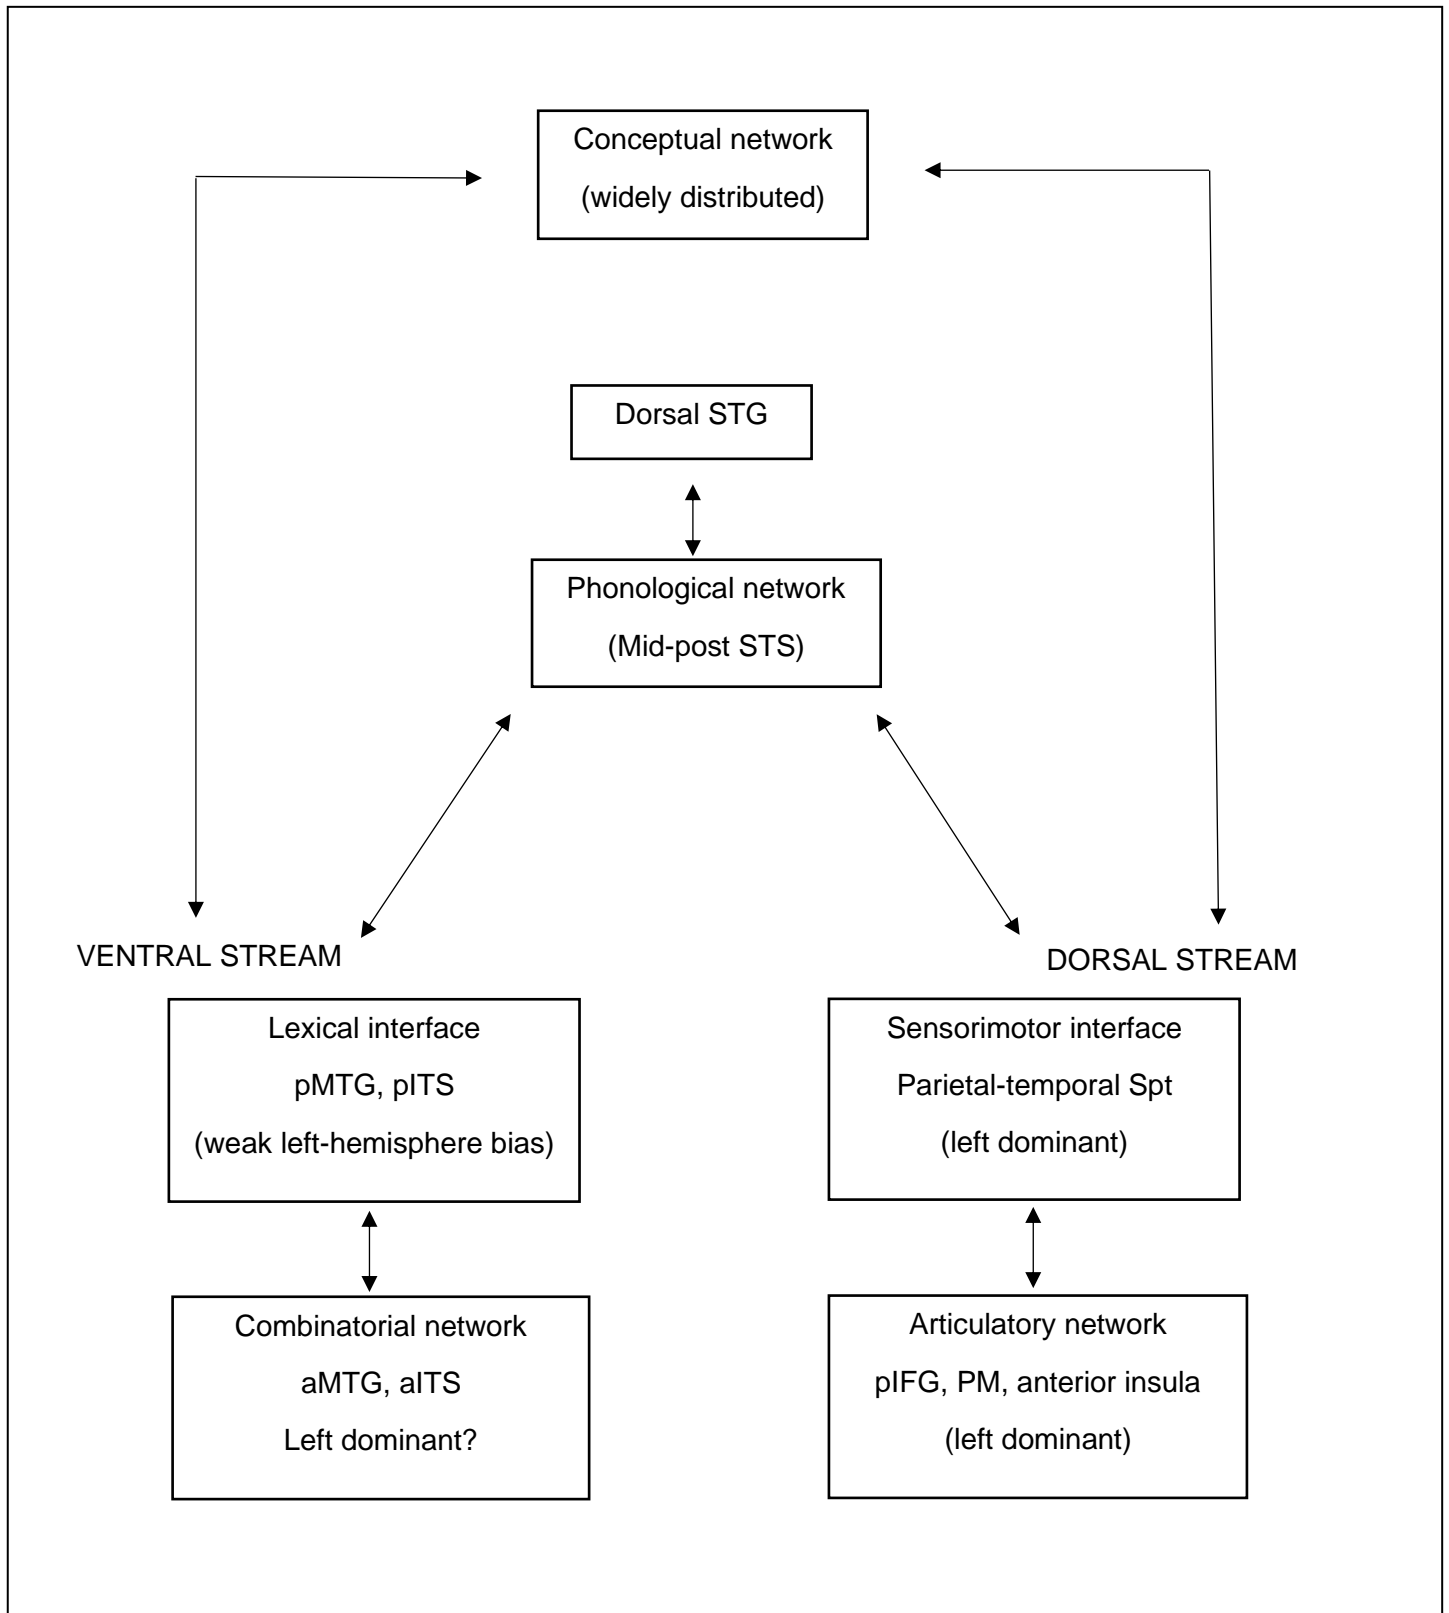 Conceptual network
(widely distributed)
Dorsal STG
Phonological network
(Mid-post STS)
VENTRAL STREAM
DORSAL STREAM
Lexical interface
pMTG, pITS
(weak left-hemisphere bias)
Sensorimotor interface
Parietal-temporal Spt
(left dominant)
Combinatorial network
aMTG, aITS
Left dominant?
Articulatory network
pIFG, PM, anterior insula
(left dominant)